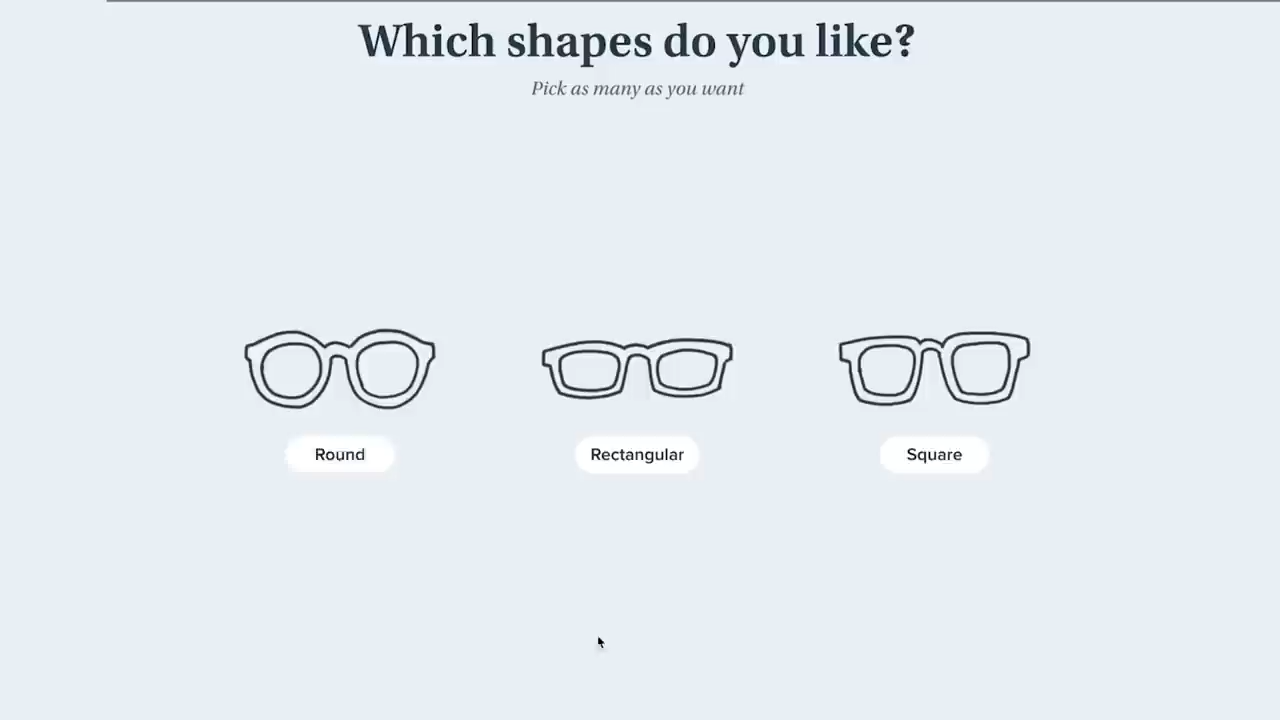 Which shapes do you like?
Pick as many as you want
Round
Rectangular
Square